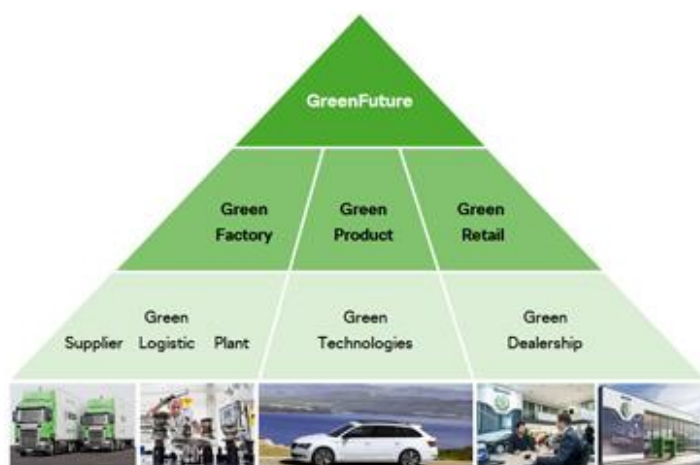 GreenFuture
Green
Factory
Green
Product
Green
Retail
Green
Supplier Logistic Plant
Green
Technologies
Green
Dealership